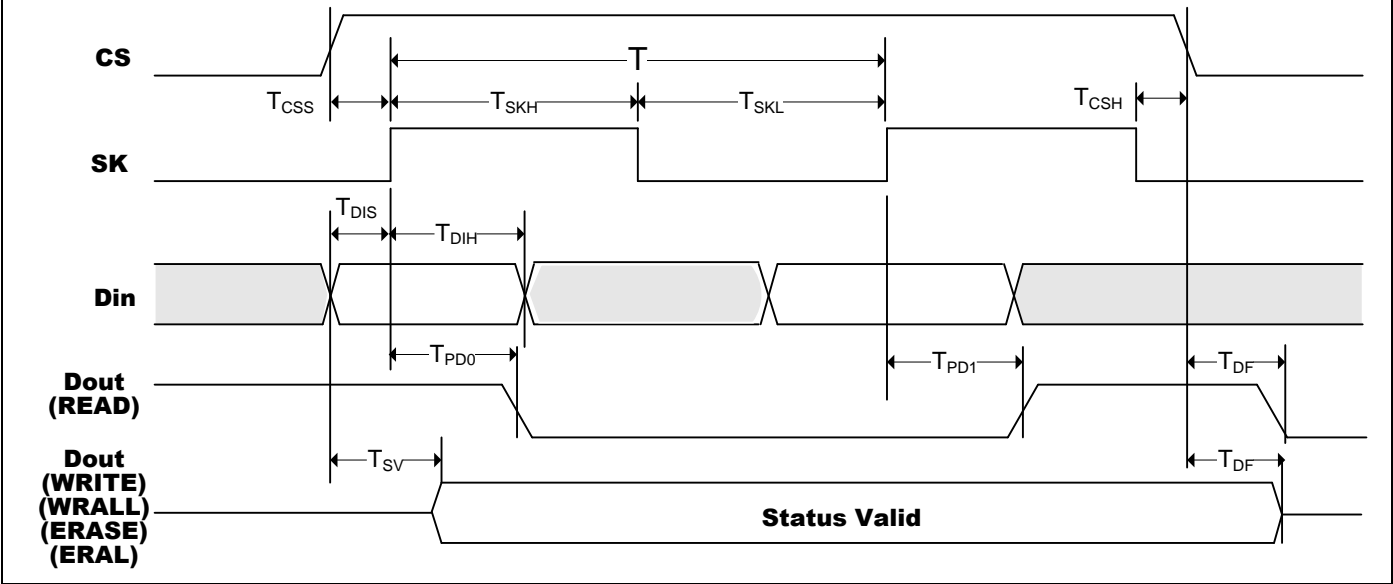 CS
T
TCSS
TSKH
TSKL
TCSH
SK
TDIS
TDIH
Din
TPD0
TPD1
TDF
Dout
(READ)
Dout
(WRITE)
(WRALL)
(ERASE)
(ERAL)
TSV
TDF
Status Valid